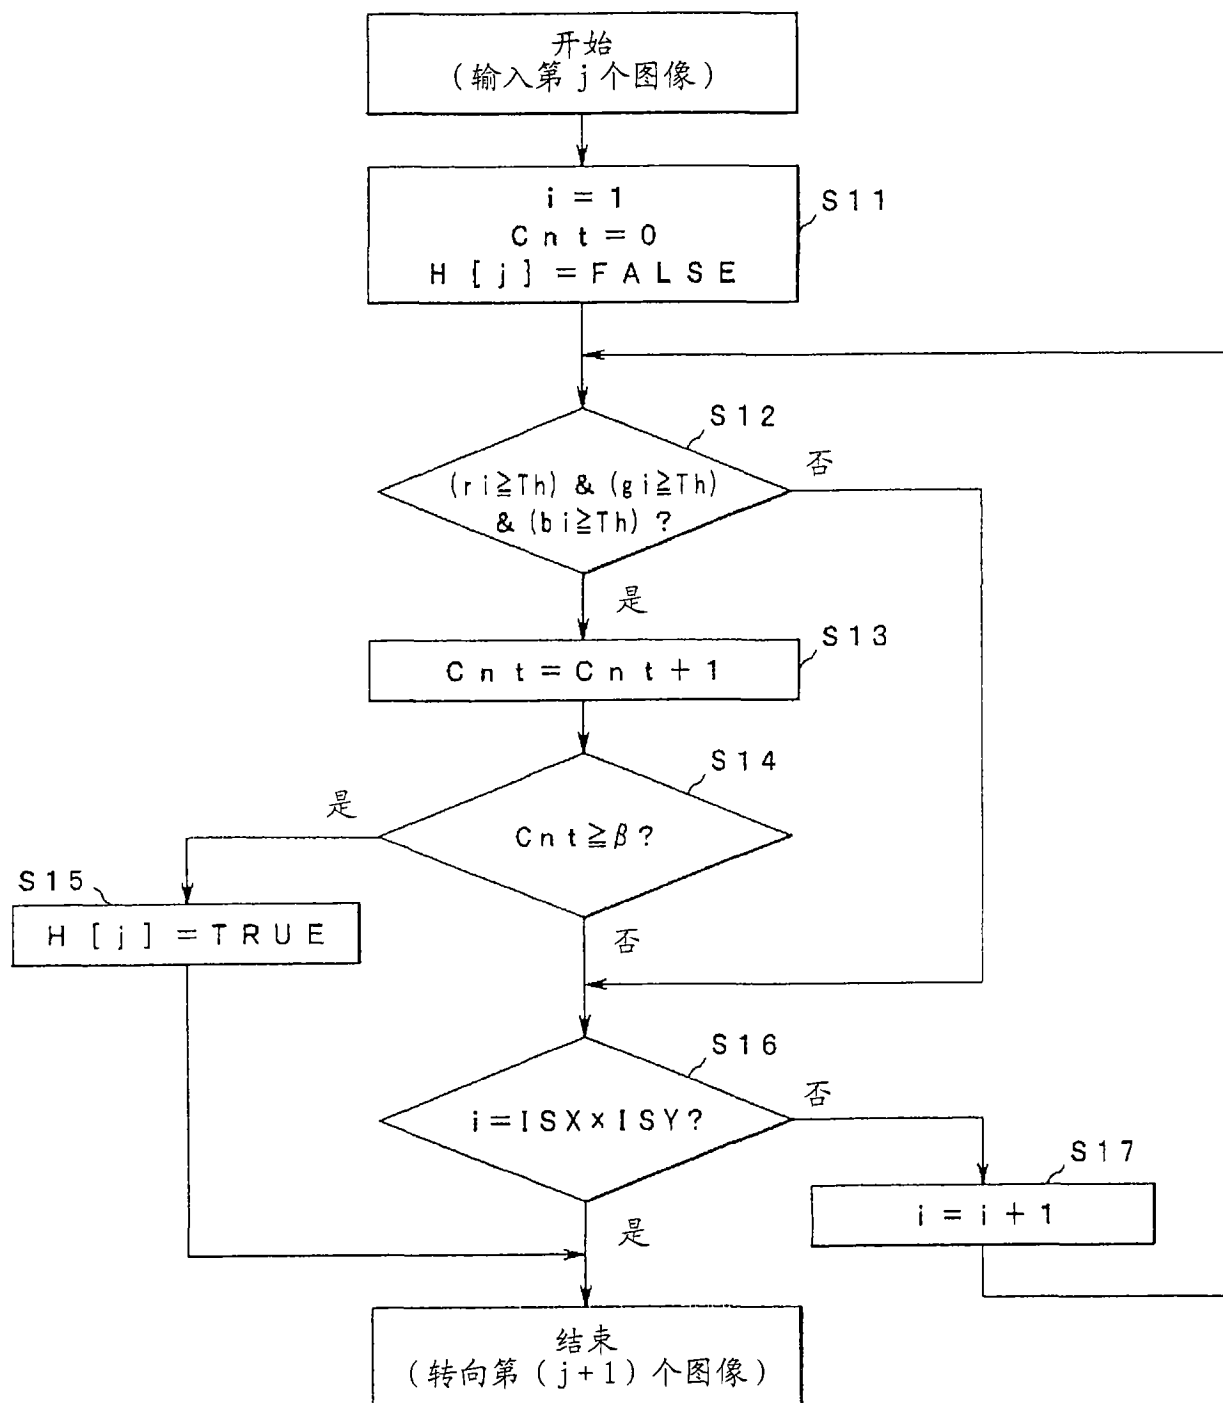 开始
(输入第 j 个图像)
i = 1
Cnt = 0
H [ j ] = FALSE
S11
S12
(ri≧Th) & (gi≧Th)
& (bi≧Th) ?
否
是
S13
Cnt = Cnt + 1
S14
Cnt ≧ β ?
是
S15
H [ j ] = TRUE
否
S16
i = ISX × ISY ?
否
S17
i = i + 1
是
结束
(转向第 (j+1) 个图像)